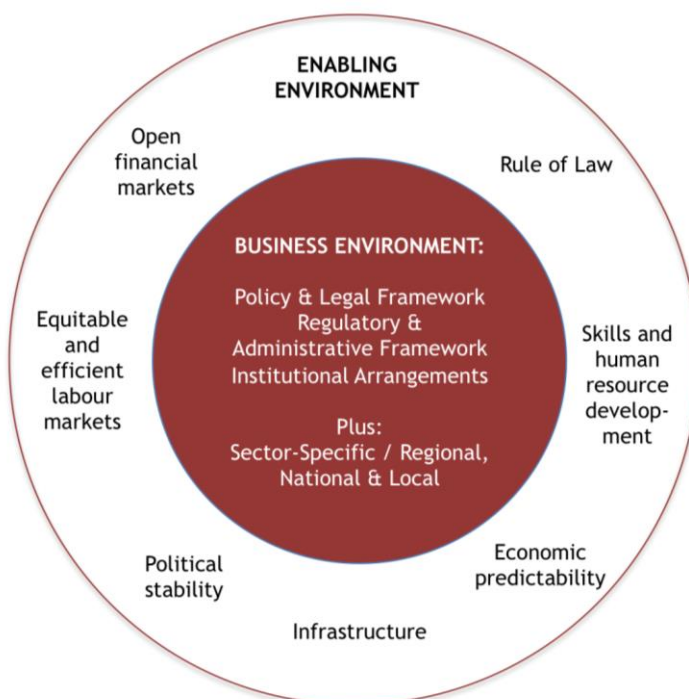 ENABLING
ENVIRONMENT
Open
financial
markets
Rule of Law
BUSINESS ENVIRONMENT:
Policy & Legal Framework
Regulatory &
Administrative Framework
Institutional Arrangements
Plus:
Sector-Specific / Regional,
National & Local
Equitable
and
efficient
labour
markets
Skills and
human
resource
develop-
ment
Political
stability
Economic
predictability
Infrastructure